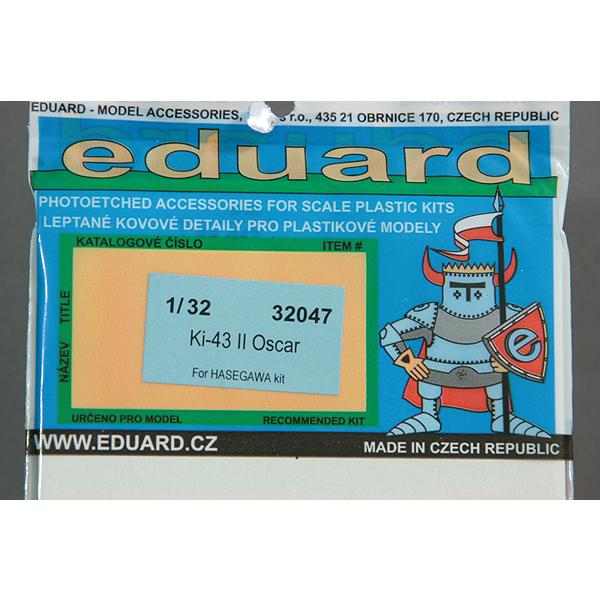 EDUARD - MODEL ACCESSORIES, s r.o., 435 21 OBRNICE 170, CZECH REPUBLIC
eduard
PHOTOETCHED ACCESSORIES FOR SCALE PLASTIC KITS
LEPTANÉ KOVOVÉ DETAILY PRO PLASTIKOVÉ MODELY
KATALOGOVÉ ČÍSLO ITEM #
NÁZEV TITLE
1/32 32047
Ki-43 II Oscar
For HASEGAWA kit
URČENO PRO MODEL RECOMMENDED KIT
e
WWW.EDUARD.CZ MADE IN CZECH REPUBLIC